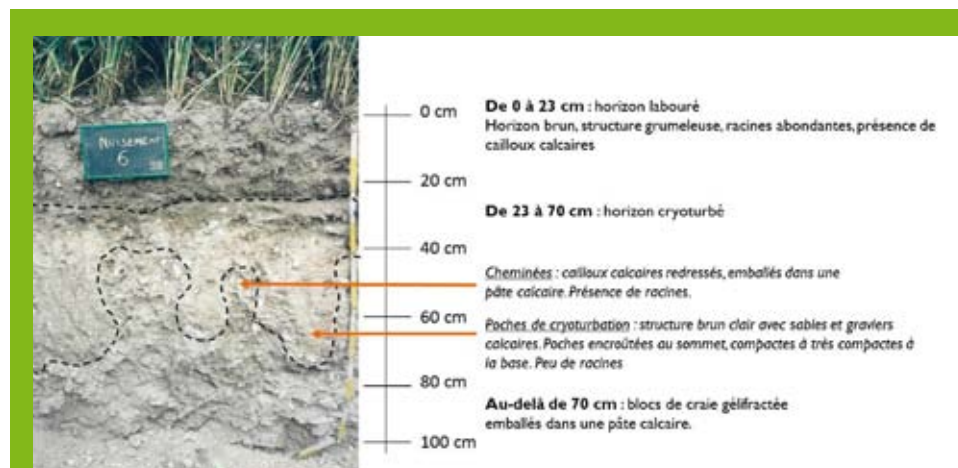 NUISEMENT
6
0 cm
20 cm
40 cm
60 cm
80 cm
100 cm
De 0 à 23 cm : horizon labouré
Horizon brun, structure grumeleuse, racines abondantes, présence de
cailloux calcaires
De 23 à 70 cm : horizon cryoturbé
Cheminées : cailloux calcaires redressés, emballés dans une
pâte calcaire. Présence de racines.
Poches de cryoturbation : structure brun clair avec sables et graviers
calcaires. Poches encroûtées au sommet, compactes à très compactes à
la base. Peu de racines
Au-delà de 70 cm : blocs de craie gélifractée
emballés dans une pâte calcaire.